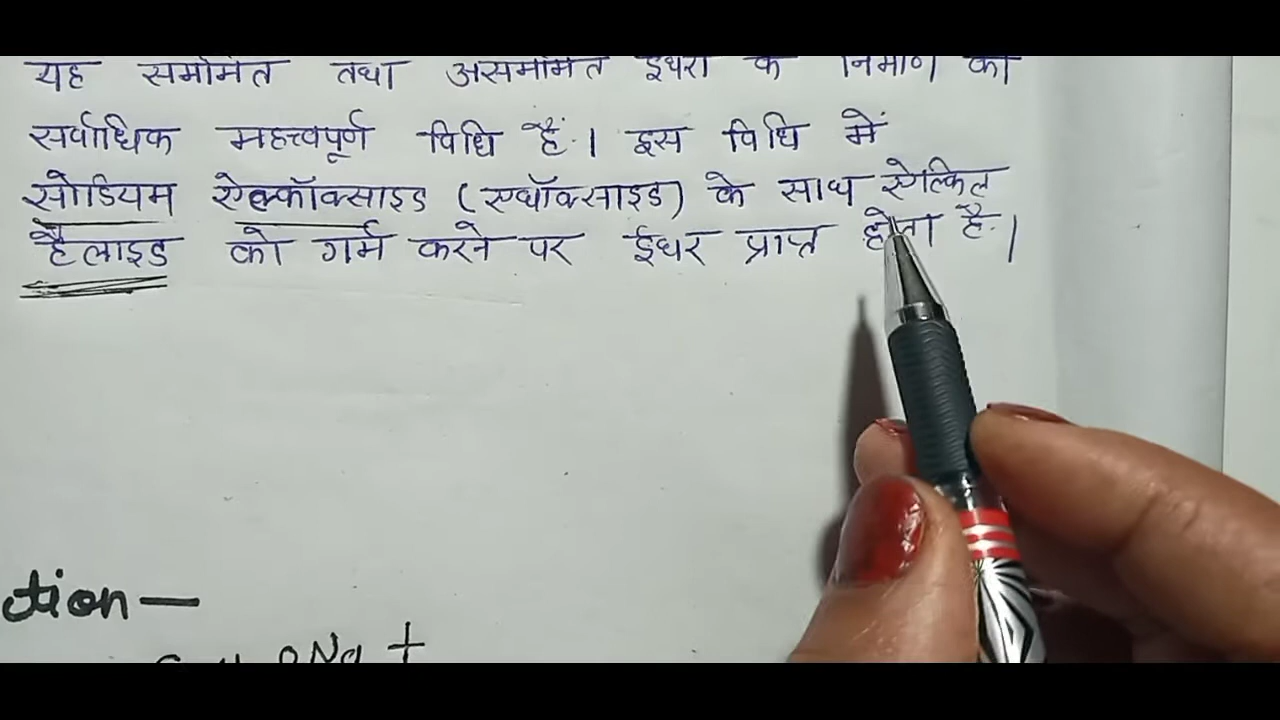 यह सममित तथा असममित ईथरों के निर्माण की
सर्वाधिक महत्त्वपूर्ण विधि हैं। इस विधि में
सोडियम ऐल्कॉक्साइड (एथॉक्साइड) के साथ ऐल्किल
हैलाइड को गर्म करने पर ईथर प्राप्त होता है।
ction —